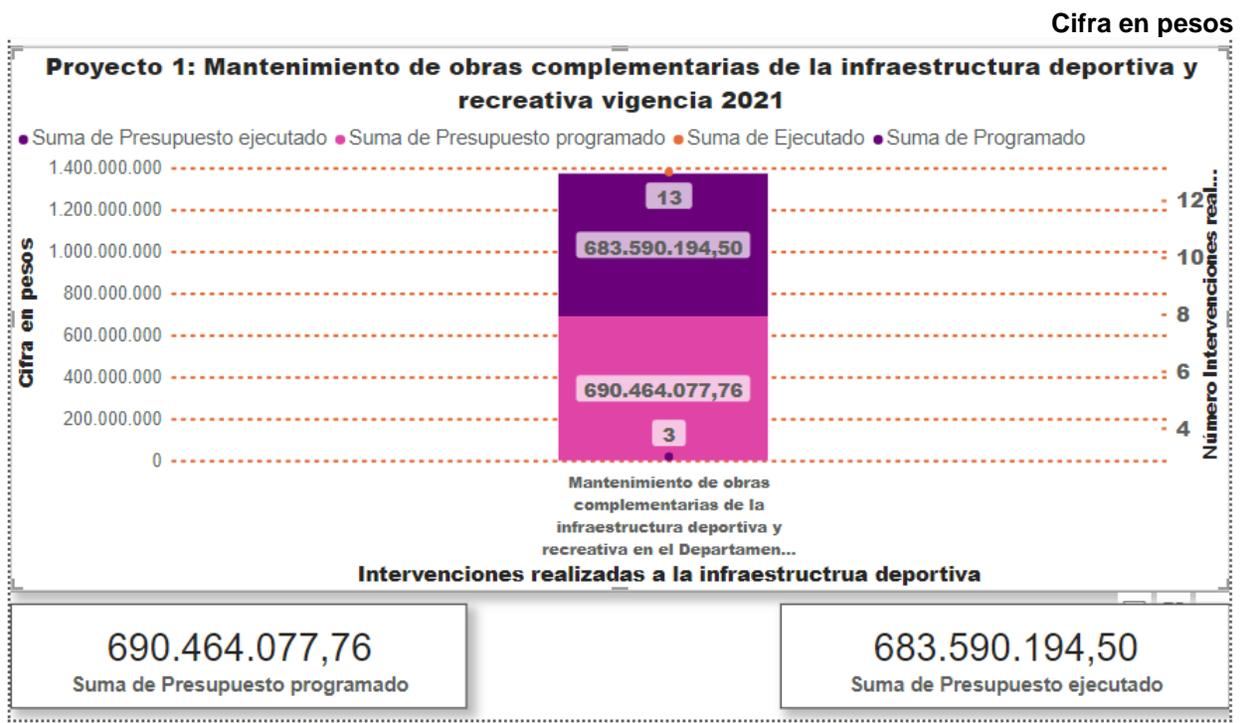 Cifra en pesos
Proyecto 1: Mantenimiento de obras complementarias de la infraestructura deportiva y
recreativa vigencia 2021
Suma de Presupuesto ejecutado Suma de Presupuesto programado Suma de Ejecutado Suma de Programado
Cifra en pesos
1.400.000.000
1.200.000.000
1.000.000.000
800.000.000
600.000.000
400.000.000
200.000.000
0
13
683.590.194,50
690.464.077,76
3
12
10
8
6
4
Número Intervenciones real...
Mantenimiento de obras
complementarias de la
infraestructura deportiva y
recreativa en el Departamen...
Intervenciones realizadas a la infraestructrua deportiva
690.464.077,76
Suma de Presupuesto programado
683.590.194,50
Suma de Presupuesto ejecutado